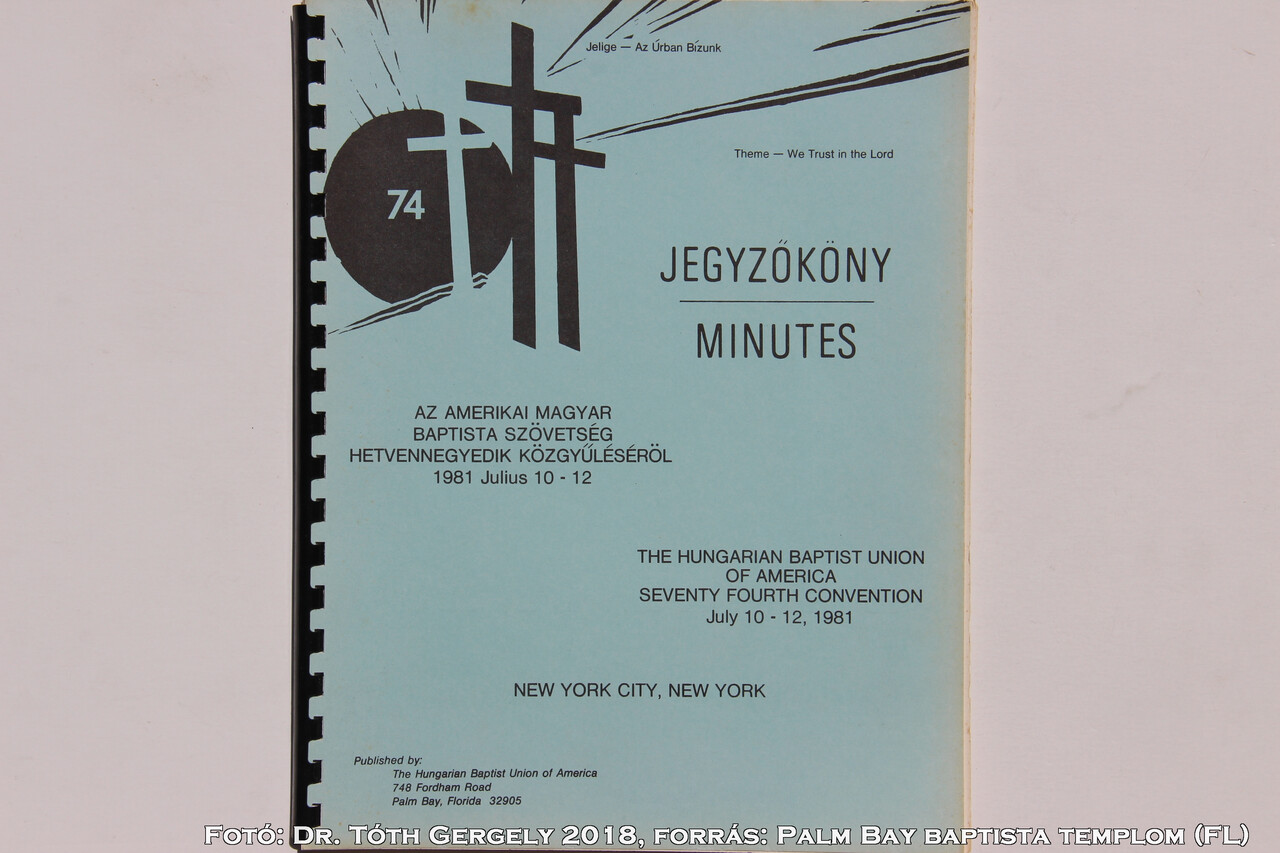 Jelige — Az Úrban Bízunk
Theme — We Trust in the Lord
74
JEGYZŐKÖNY
MINUTES
AZ AMERIKAI MAGYAR
BAPTISTA SZÖVETSÉG
HETVENNEGYEDIK KÖZGYŰLÉSÉRÖL
1981 Julius 10 - 12
THE HUNGARIAN BAPTIST UNION
OF AMERICA
SEVENTY FOURTH CONVENTION
July 10 - 12, 1981
NEW YORK CITY, NEW YORK
Published by:
The Hungarian Baptist Union of America
748 Fordham Road
Palm Bay, Florida 32905
Fotó: Dr. Tóth Gergely 2018, forrás: Palm Bay baptista templom (FL)